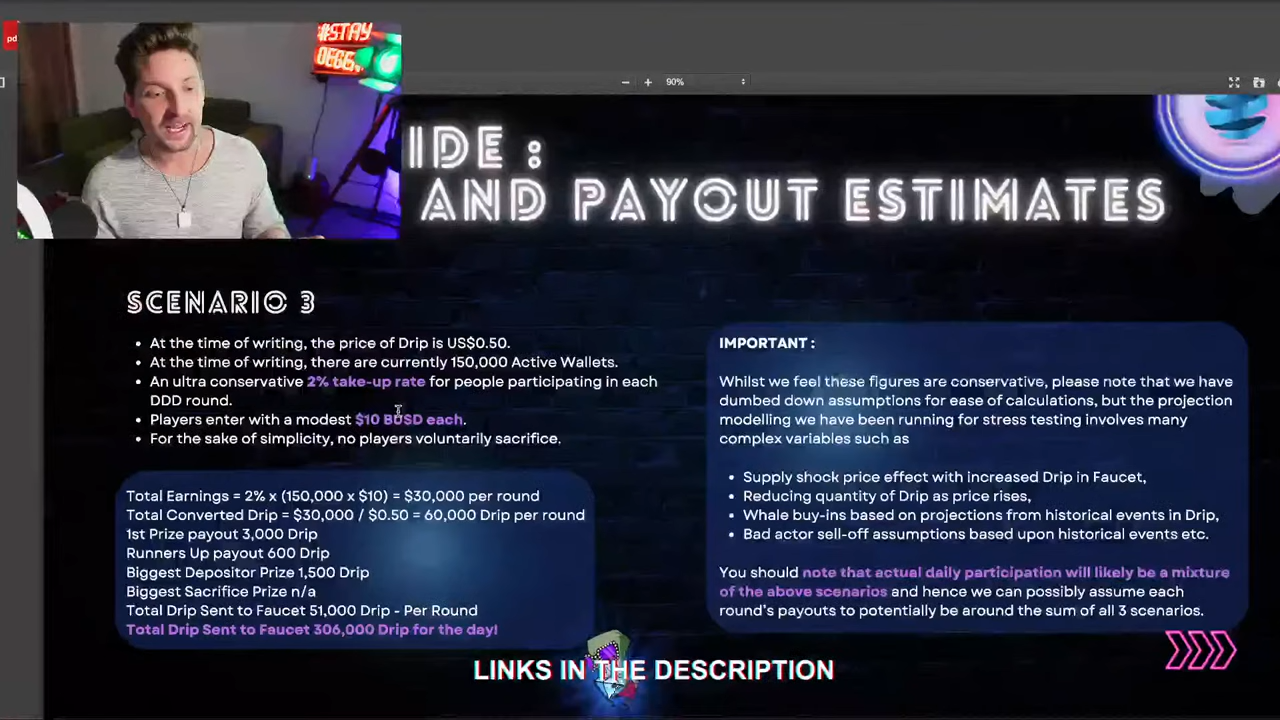 pd
#STAY
90%
IDE :
AND PAYOUT ESTIMATES
SCENARIO 3
• At the time of writing, the price of Drip is US$0.50.
• At the time of writing, there are currently 150,000 Active Wallets.
• An ultra conservative 2% take-up rate for people participating in each
DDD round.
• Players enter with a modest $10 BUSD each.
• For the sake of simplicity, no players voluntarily sacrifice.
Total Earnings = 2% x (150,000 x $10) = $30,000 per round
Total Converted Drip = $30,000 / $0.50 = 60,000 Drip per round
1st Prize payout 3,000 Drip
Runners Up payout 600 Drip
Biggest Depositor Prize 1,500 Drip
Biggest Sacrifice Prize n/a
Total Drip Sent to Faucet 51,000 Drip - Per Round
Total Drip Sent to Faucet 306,000 Drip for the day!
IMPORTANT :
Whilst we feel these figures are conservative, please note that we have
dumbed down assumptions for ease of calculations, but the projection
modelling we have been running for stress testing involves many
complex variables such as
• Supply shock price effect with increased Drip in Faucet,
• Reducing quantity of Drip as price rises,
• Whale buy-ins based on projections from historical events in Drip,
• Bad actor sell-off assumptions based upon historical events etc.
You should note that actual daily participation will likely be a mixture
of the above scenarios and hence we can possibly assume each
round's payouts to potentially be around the sum of all 3 scenarios.
LINKS IN THE DESCRIPTION